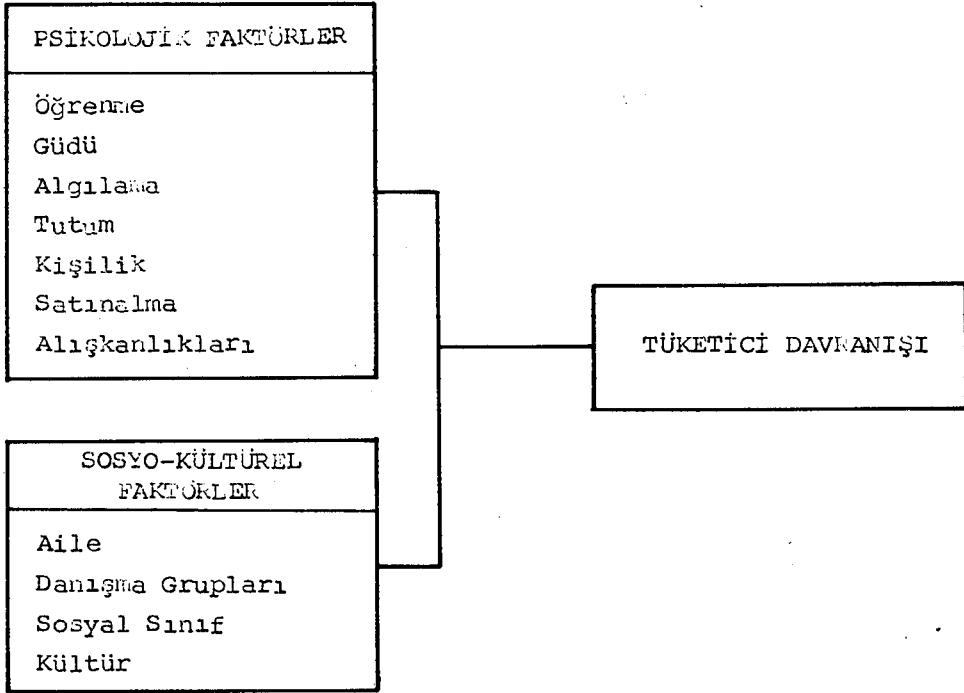 PSİKOLOJİK FAKTÜRLER
Öğrenme
Güdü
Algılama
Tutum
Kişilik
Satınalma
Alışkanlıkları
TÜKETİCİ DAVRANIŞI
SOSYO-KÜLTÜREL
FAKTÖRLER
Aile
Danışma Grupları
Sosyal Sınıf
Kültür